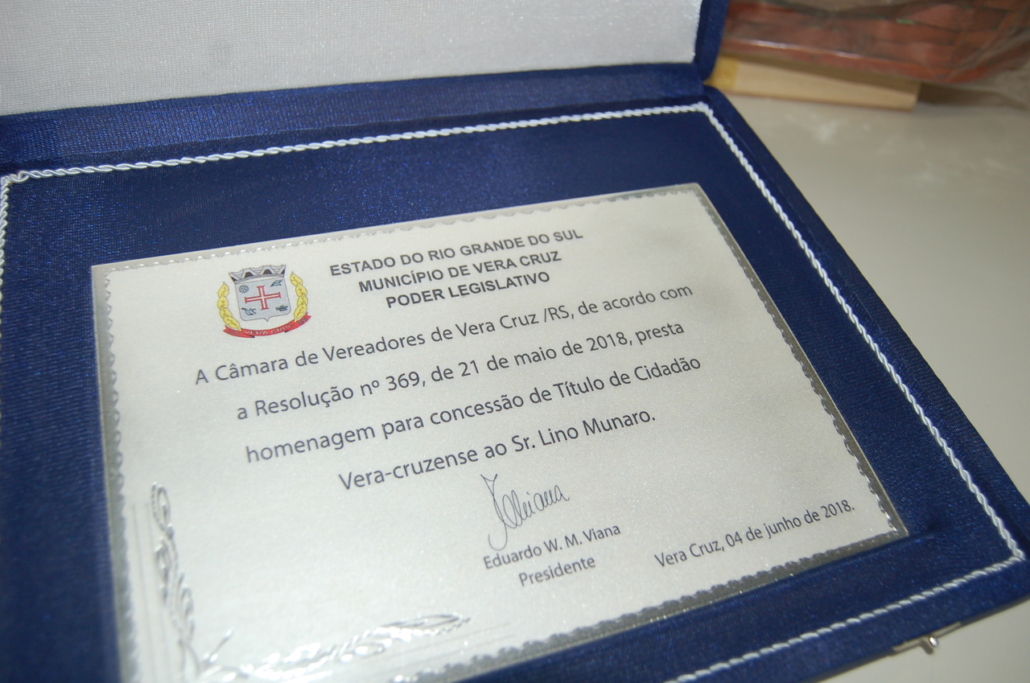 ESTADO DO RIO GRANDE DO SUL
MUNICÍPIO DE VERA CRUZ
PODER LEGISLATIVO
A Câmara de Vereadores de Vera Cruz /RS, de acordo com
a Resolução nº 369, de 21 de maio de 2018, presta
homenagem para concessão de Título de Cidadão
Vera-cruzense ao Sr. Lino Munaro.
Eduardo W. M. Viana
Presidente
Vera Cruz, 04 de junho de 2018.